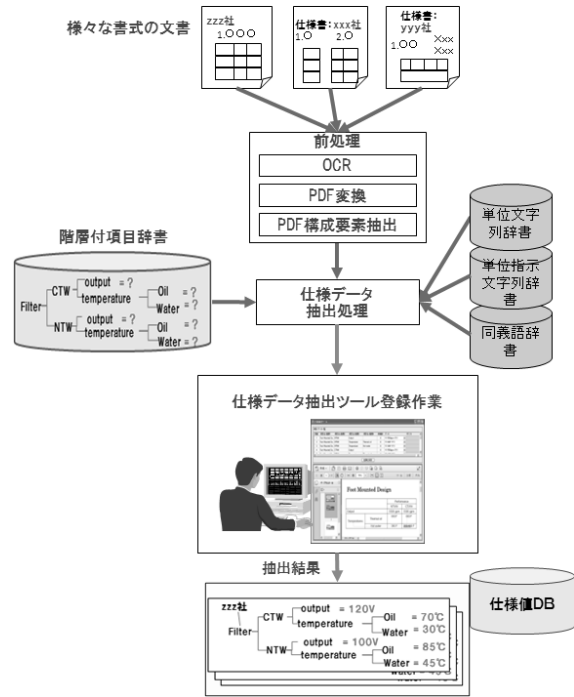 様々な書式の文書
zzz社
1.○○○
仕様書：xxx社
1.○ 2.○
仕様書：
yyy社
Xxx
1.○○ Xxx
前処理
OCR
PDF変換
PDF構成要素抽出
階層付項目辞書
Filter
CTW
output = ?
temperature
Oil = ?
Water = ?
NTW
output = ?
temperature
Oil = ?
Water = ?
仕様データ
抽出処理
単位文字
列辞書
単位指示
文字列辞
書
同義語辞
書
仕様データ抽出ツール登録作業
Foot Mounted Design
抽出結果
zzz社
Filter
CTW
output = 120V
temperature
Oil = 70℃
Water = 30℃
NTW
output = 100V
temperature
Oil = 85℃
Water = 45℃
仕様値DB